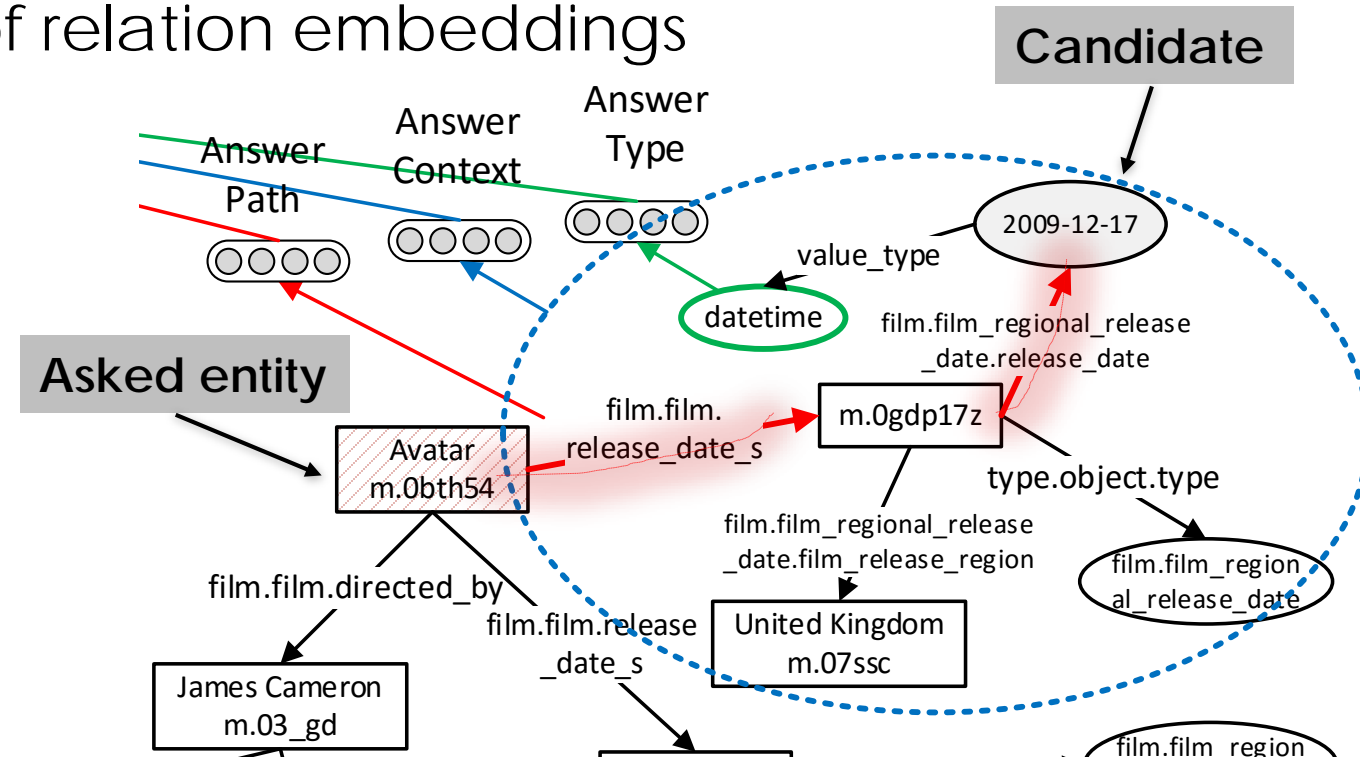 of relation embeddings
Candidate
Answer
Type
Answer
Context
Answer
Path
2009-12-17
value_type
datetime
film.film_regional_release
_date.release_date
Asked entity
film.film.
release_date_s
m.0gdp17z
Avatar
m.0bth54
type.object.type
film.film_regional_release
_date.film_release_region
film.film_region
al_release_date
film.film.directed_by
film.film.release
_date_s
United Kingdom
m.07ssc
James Cameron
m.03_gd
film.film_region